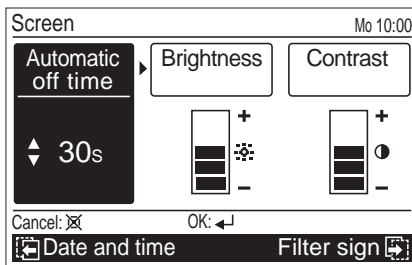 Screen Mo 10:00
Automatic off time
Brightness
Contrast
30s
+ +
– –
Cancel: OK:
Date and time Filter sign